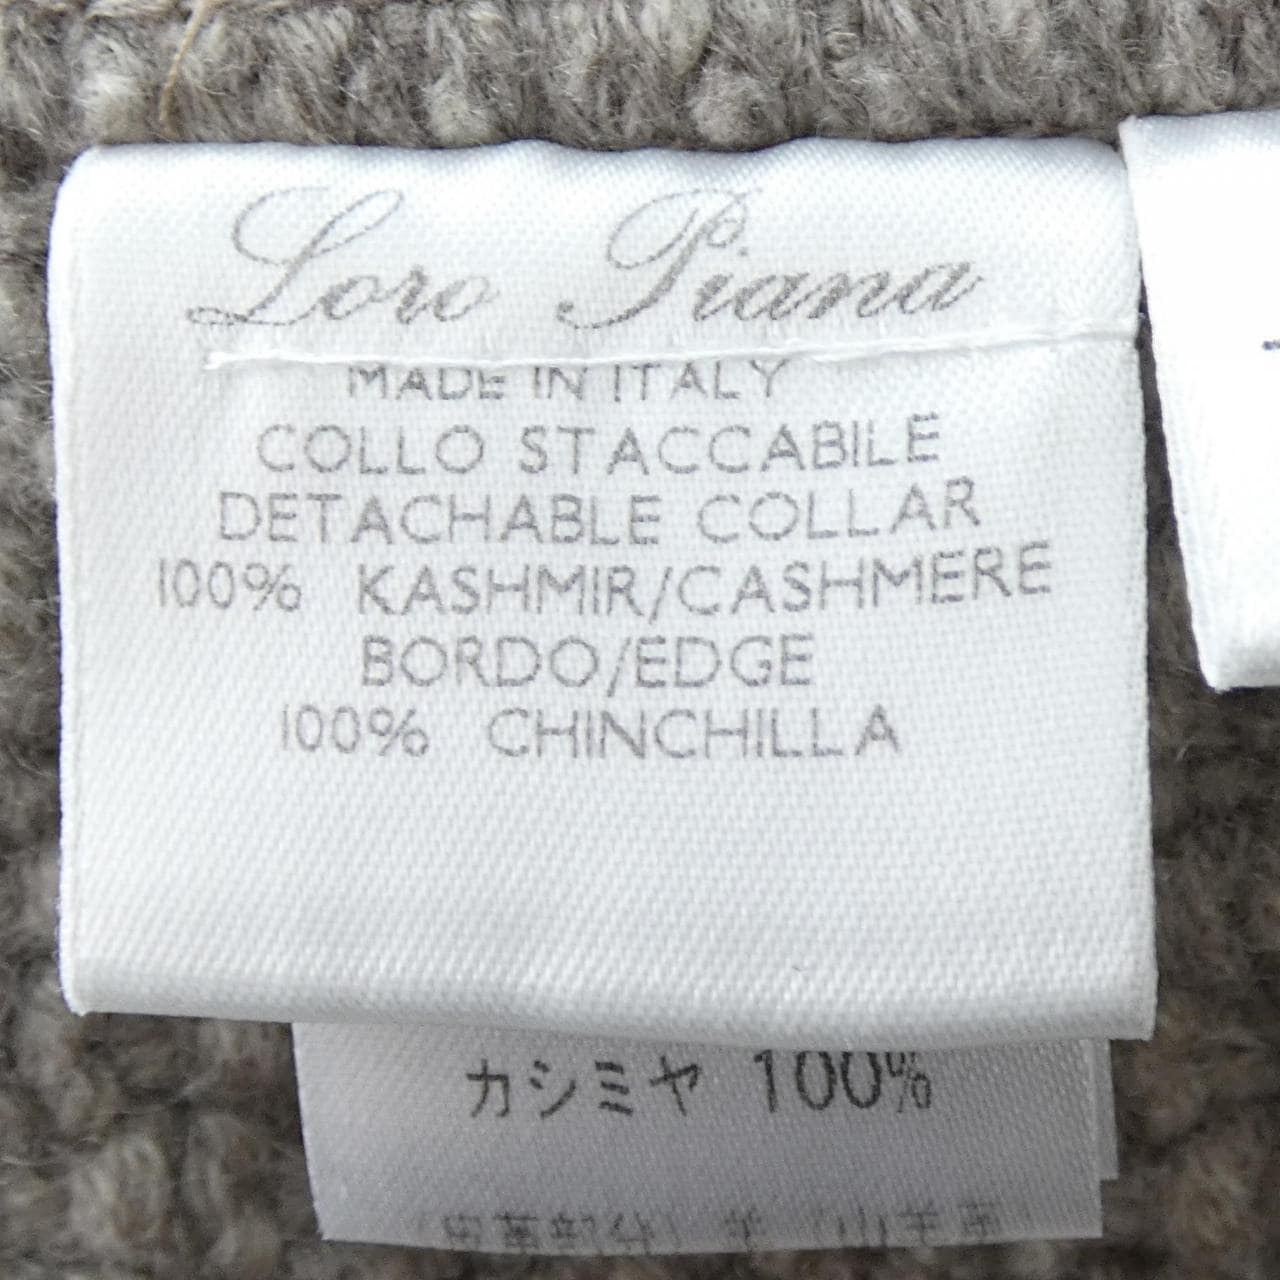 Loro Piana
MADE IN ITALY
COLLO STACCABILE
DETACHABLE COLLAR
100% KASHMIR/CASHMERE
BORDO/EDGE
100% CHINCHILLA
カシミヤ 100%